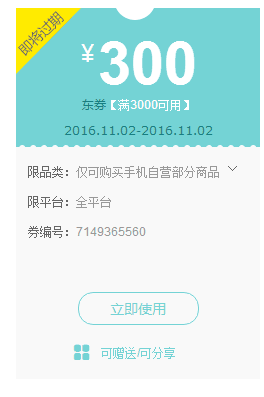 即将过期
¥300
东券【满3000可用】
2016.11.02-2016.11.02
限品类：仅可购买手机自营部分商品
限平台：全平台
券编号：7149365560
立即使用
可赠送/可分享